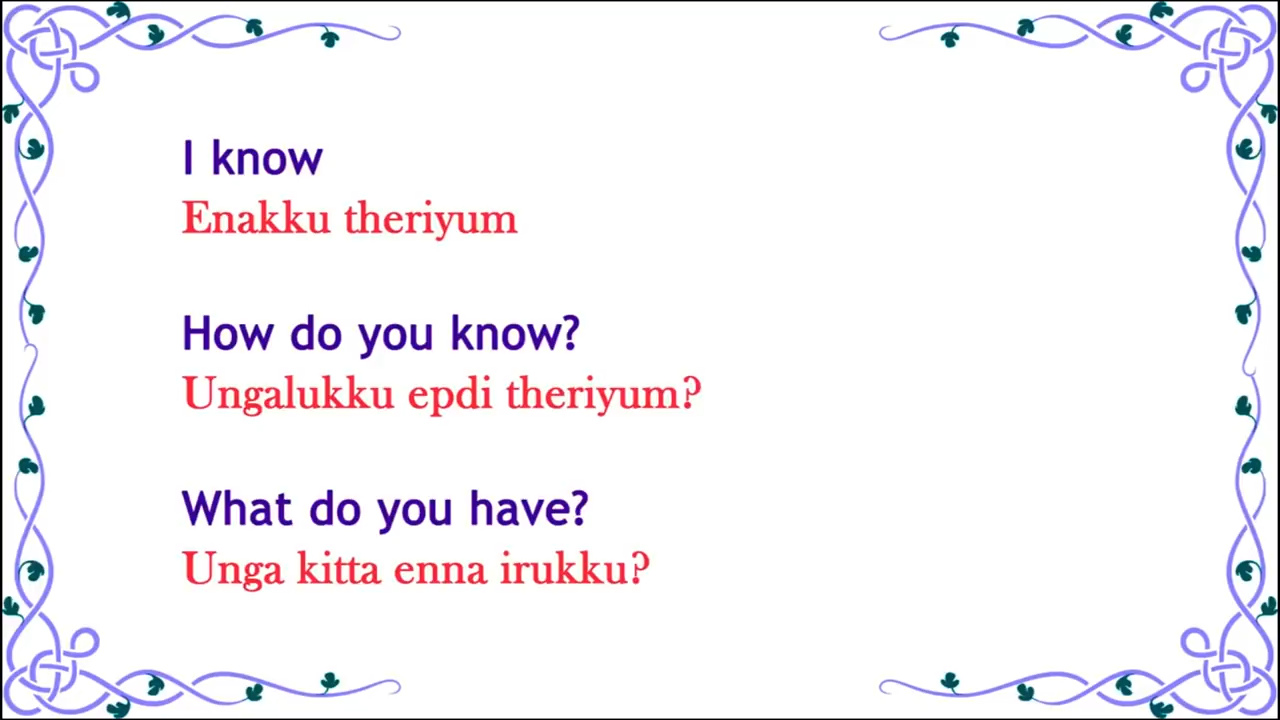 I know
Enakku theriyum
How do you know?
Ungalukku epdi theriyum?
What do you have?
Unga kitta enna irukku?